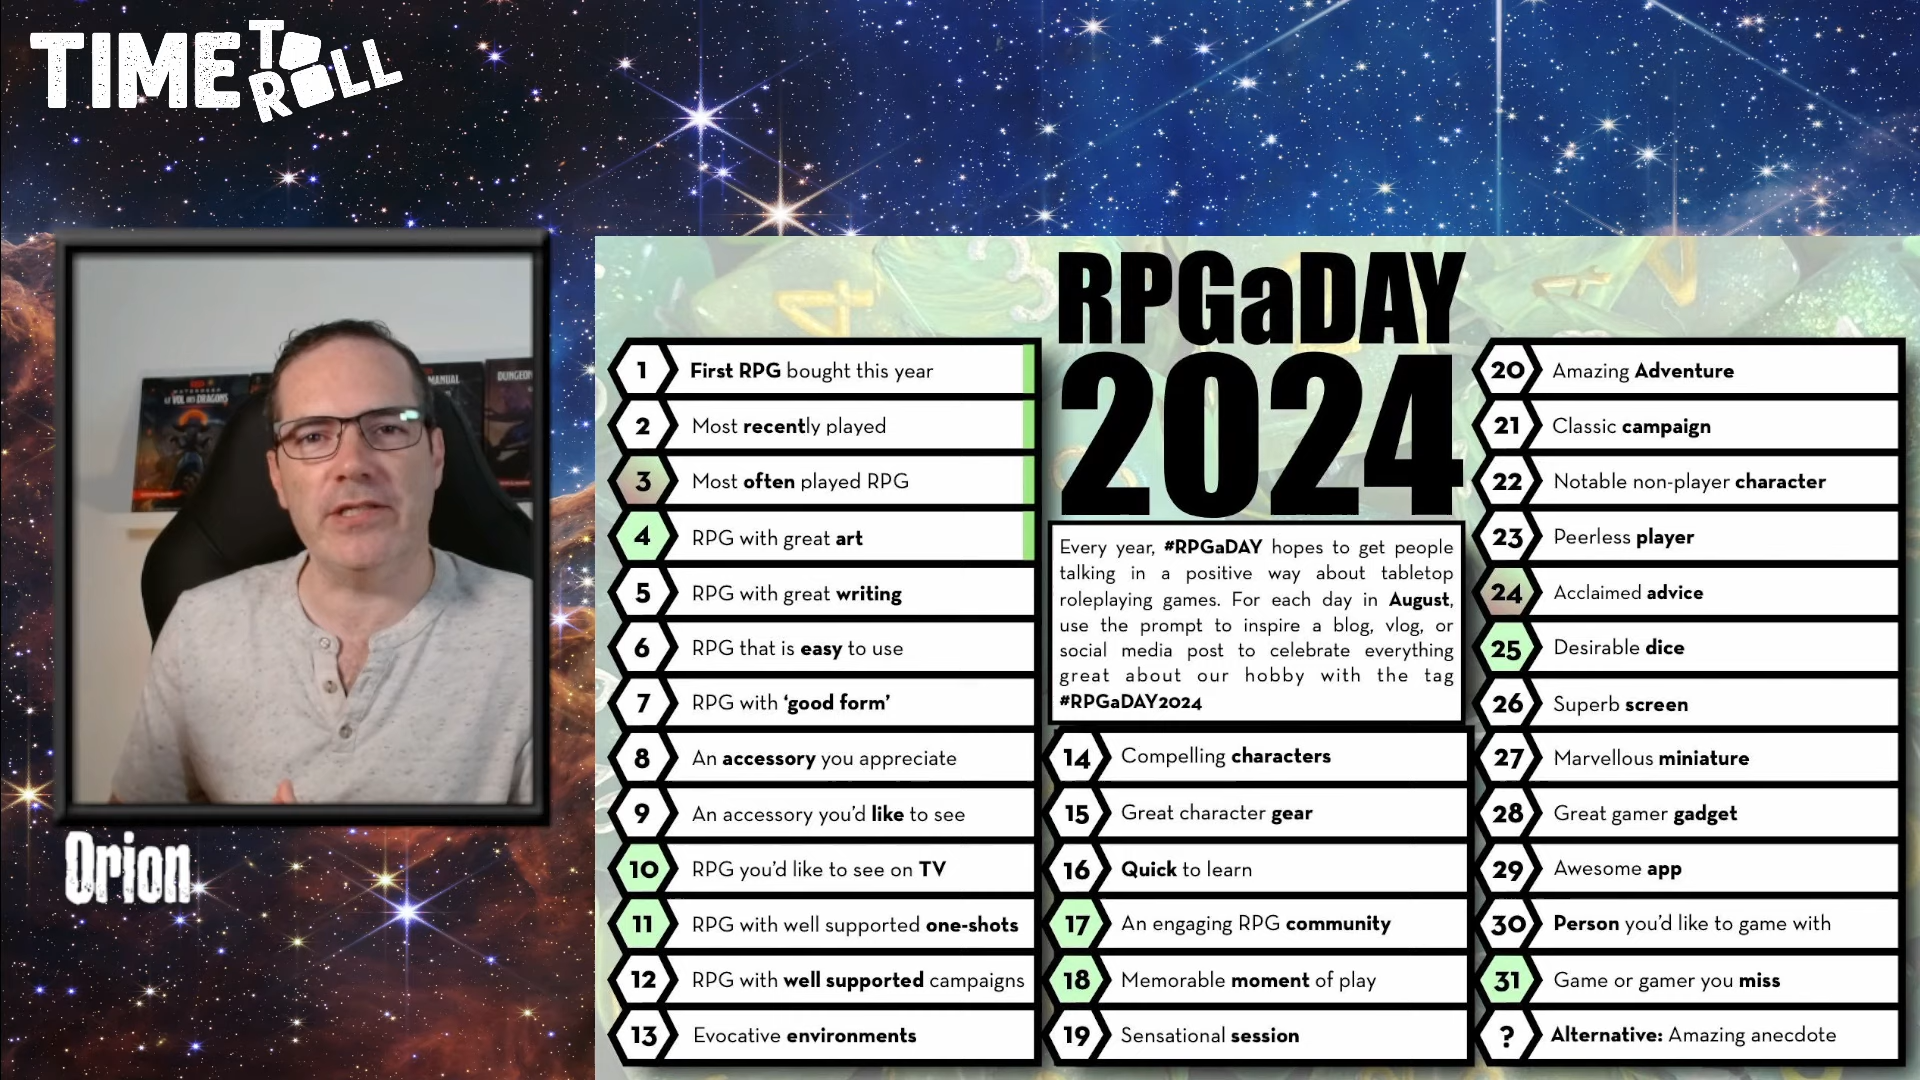 TIME TO ROLL
LE VOL DES DRAGONS
MANUAL
DUNGEON
Orion
RPGaDAY
2024
1 First RPG bought this year
2 Most recently played
3 Most often played RPG
4 RPG with great art
5 RPG with great writing
6 RPG that is easy to use
7 RPG with ‘good form’
8 An accessory you appreciate
9 An accessory you’d like to see
10 RPG you’d like to see on TV
11 RPG with well supported one-shots
12 RPG with well supported campaigns
13 Evocative environments
Every year, #RPGaDAY hopes to get people
talking in a positive way about tabletop
roleplaying games. For each day in August,
use the prompt to inspire a blog, vlog, or
social media post to celebrate everything
great about our hobby with the tag
#RPGaDAY2024
14 Compelling characters
15 Great character gear
16 Quick to learn
17 An engaging RPG community
18 Memorable moment of play
19 Sensational session
20 Amazing Adventure
21 Classic campaign
22 Notable non-player character
23 Peerless player
24 Acclaimed advice
25 Desirable dice
26 Superb screen
27 Marvellous miniature
28 Great gamer gadget
29 Awesome app
30 Person you’d like to game with
31 Game or gamer you miss
? Alternative: Amazing anecdote